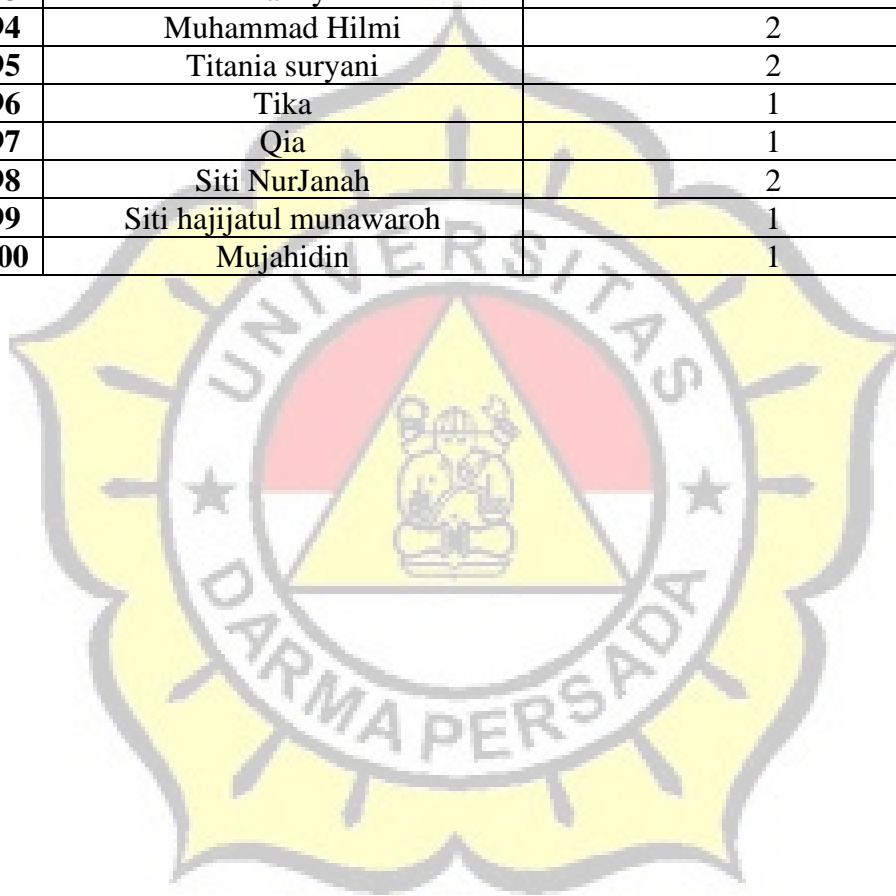 94 Muhammad Hilmi 2
95 Titania suryani 2
96 Tika 1
97 Qia 1
98 Siti NurJanah 2
99 Siti hajijatul munawaroh 1
00 Mujahidin 1
UNIVERSITAS
DARMA PERSADA